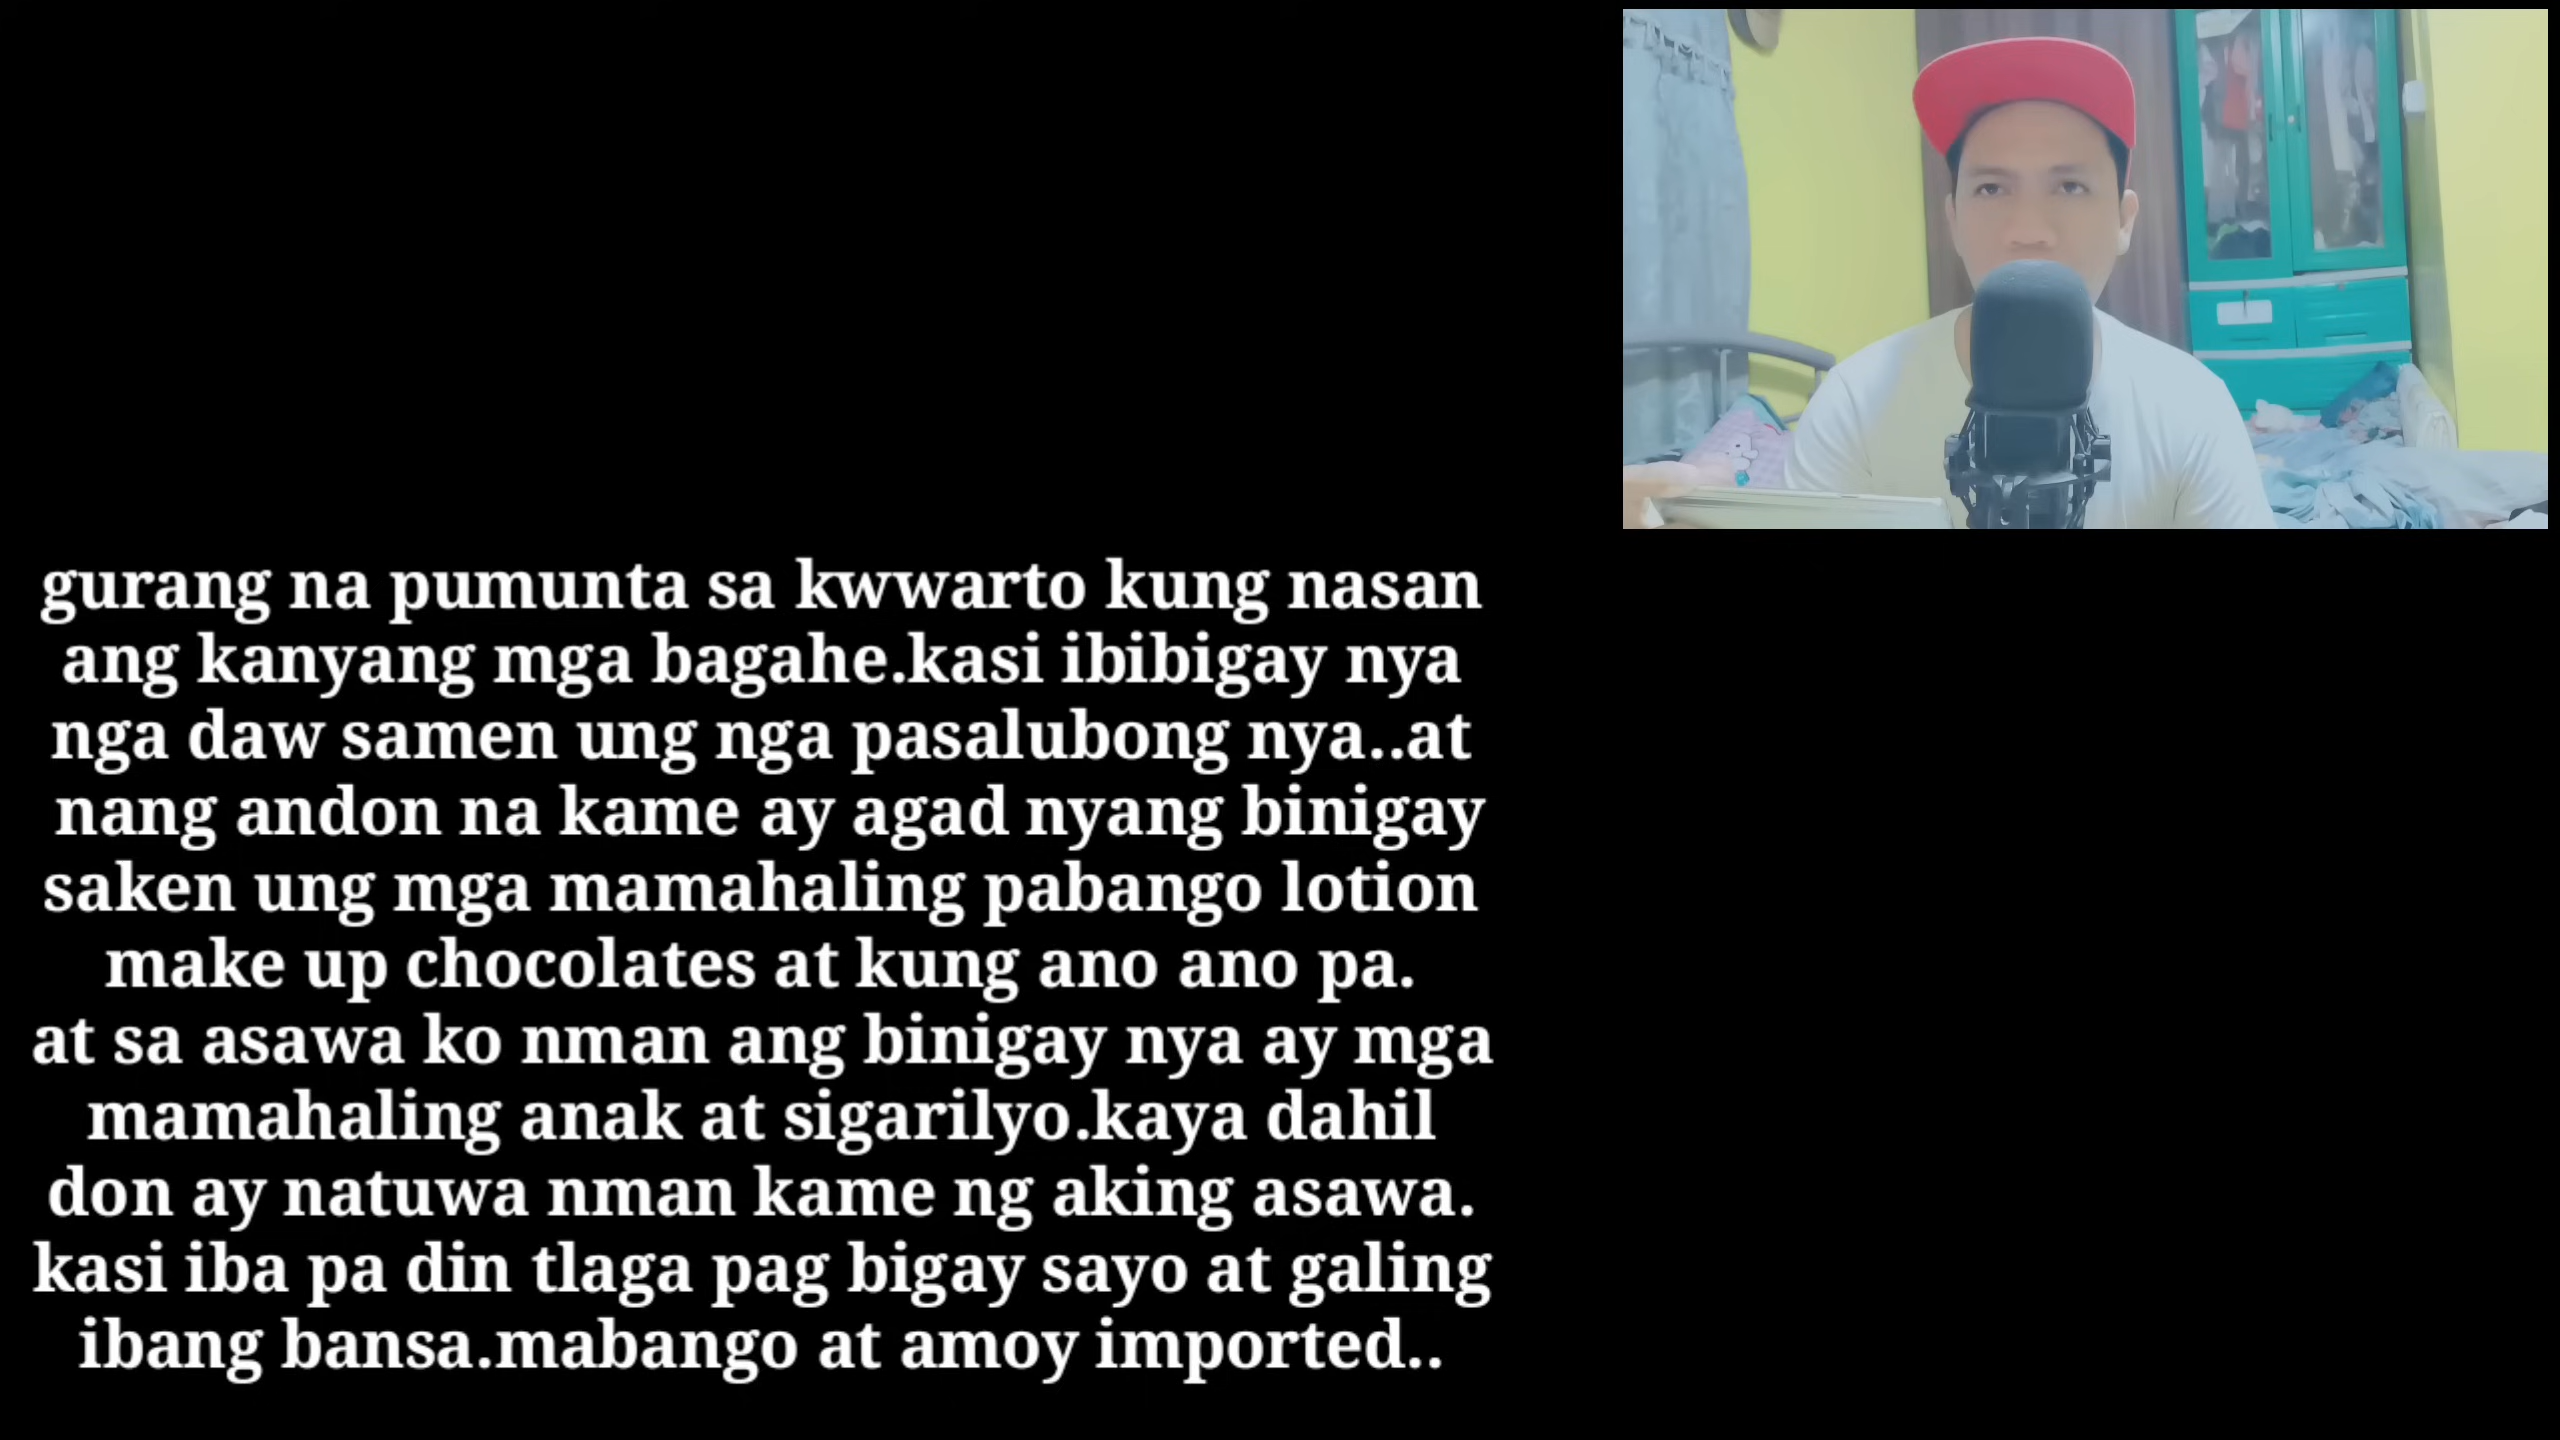 gurang na pumunta sa kwwarto kung nasan
ang kanyang mga bagahe.kasi ibibigay nya
nga daw samen ung nga pasalubong nya..at
nang andon na kame ay agad nyang binigay
saken ung mga mamahaling pabango lotion
make up chocolates at kung ano ano pa.
at sa asawa ko nman ang binigay nya ay mga
mamahaling anak at sigarilyo.kaya dahil
don ay natuwa nman kame ng aking asawa.
kasi iba pa din tlaga pag bigay sayo at galing
ibang bansa.mabango at amoy imported..